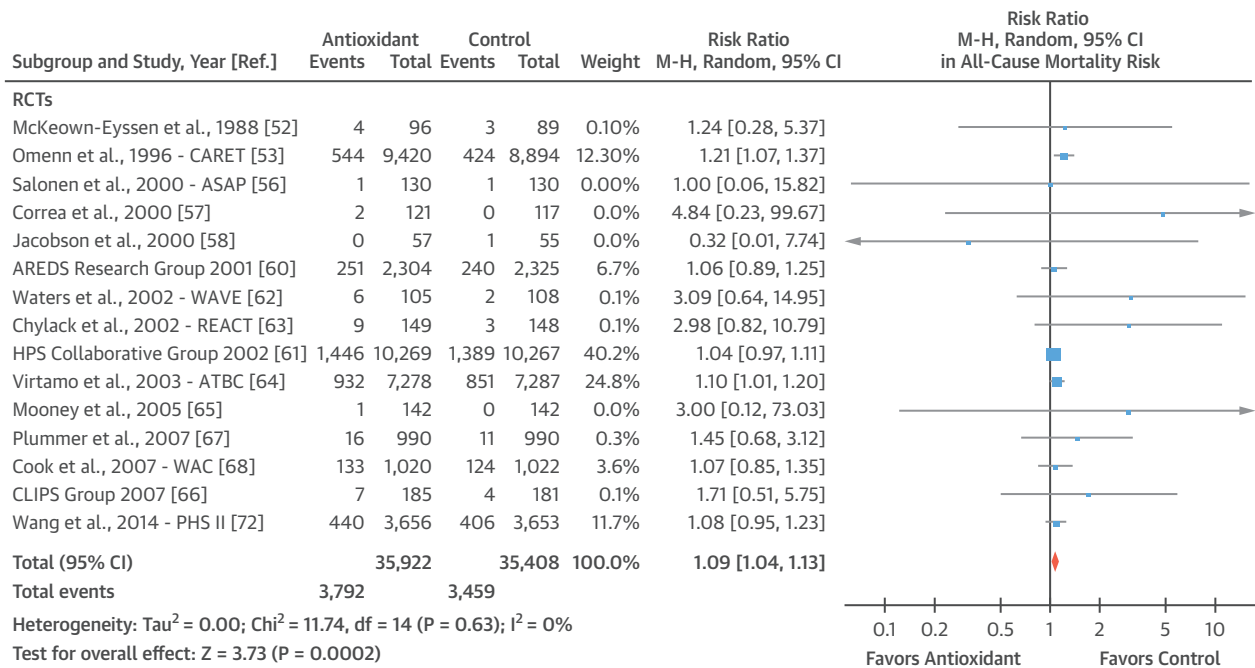 Risk Ratio
Antioxidant Control Risk Ratio M-H, Random, 95% CI
Subgroup and Study, Year [Ref.] Events Total Events Total Weight M-H, Random, 95% CI in All-Cause Mortality Risk
RCTs
McKeown-Eyssen et al., 1988 [52] 4 96 3 89 0.10% 1.24 [0.28, 5.37]
Omenn et al., 1996 - CARET [53] 544 9,420 424 8,894 12.30% 1.21 [1.07, 1.37]
Salonen et al., 2000 - ASAP [56] 1 130 1 130 0.00% 1.00 [0.06, 15.82]
Correa et al., 2000 [57] 2 121 0 117 0.0% 4.84 [0.23, 99.67]
Jacobson et al., 2000 [58] 0 57 1 55 0.0% 0.32 [0.01, 7.74]
AREDS Research Group 2001 [60] 251 2,304 240 2,325 6.7% 1.06 [0.89, 1.25]
Waters et al., 2002 - WAVE [62] 6 105 2 108 0.1% 3.09 [0.64, 14.95]
Chylack et al., 2002 - REACT [63] 9 149 3 148 0.1% 2.98 [0.82, 10.79]
HPS Collaborative Group 2002 [61] 1,446 10,269 1,389 10,267 40.2% 1.04 [0.97, 1.11]
Virtamo et al., 2003 - ATBC [64] 932 7,278 851 7,287 24.8% 1.10 [1.01, 1.20]
Mooney et al., 2005 [65] 1 142 0 142 0.0% 3.00 [0.12, 73.03]
Plummer et al., 2007 [67] 16 990 11 990 0.3% 1.45 [0.68, 3.12]
Cook et al., 2007 - WAC [68] 133 1,020 124 1,022 3.6% 1.07 [0.85, 1.35]
CLIPS Group 2007 [66] 7 185 4 181 0.1% 1.71 [0.51, 5.75]
Wang et al., 2014 - PHS II [72] 440 3,656 406 3,653 11.7% 1.08 [0.95, 1.23]
Total (95% CI) 35,922 35,408 100.0% 1.09 [1.04, 1.13]
Total events 3,792 3,459
Heterogeneity: Tau² = 0.00; Chi² = 11.74, df = 14 (P = 0.63); I² = 0%
Test for overall effect: Z = 3.73 (P = 0.0002)
0.1 0.2 0.5 1 2 5 10
Favors Antioxidant Favors Control